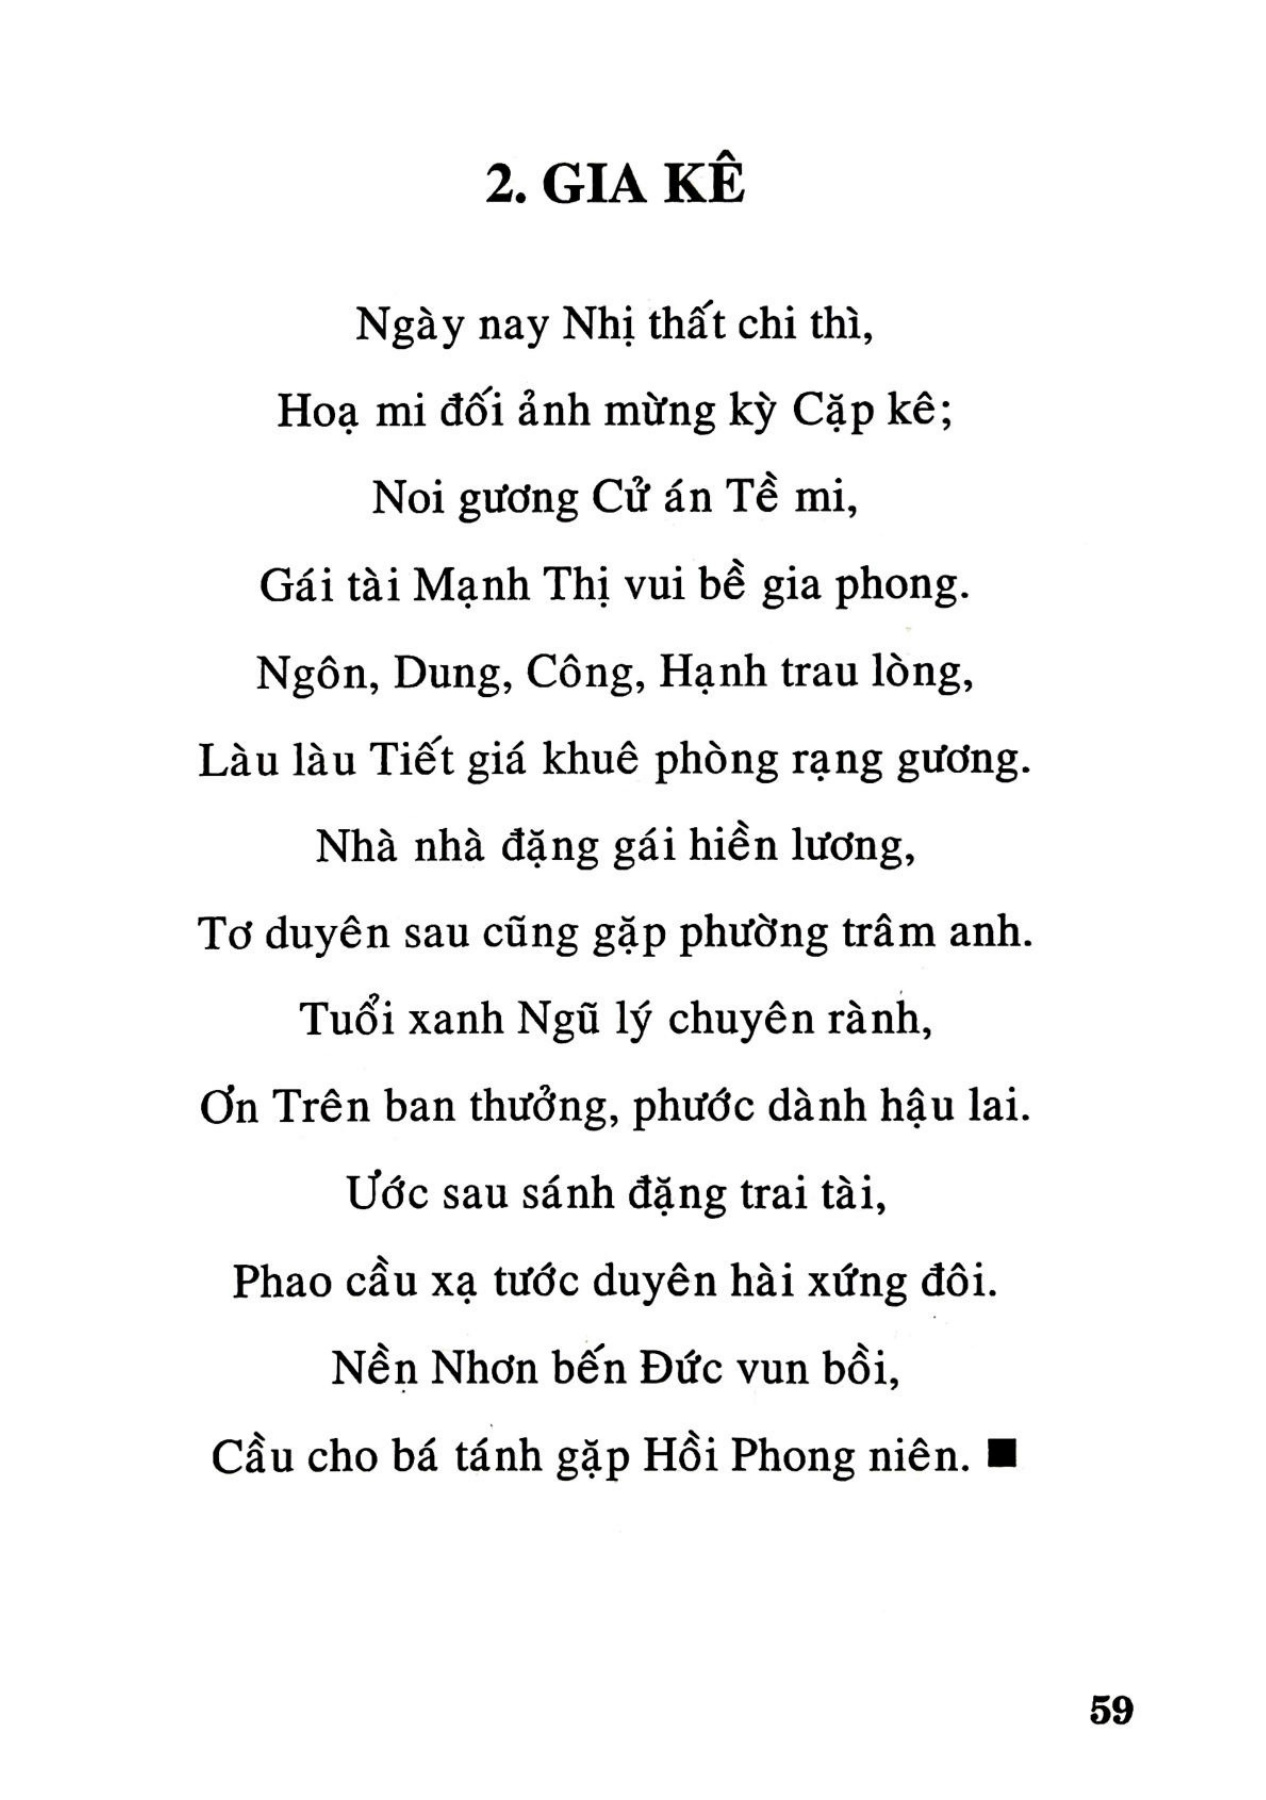 2. GIA KÊ
Ngày nay Nhị thất chi thì,
Hoạ mi đối ảnh mừng kỳ Cặp kê;
Noi gương Cử án Tề mi,
Gái tài Mạnh Thị vui bề gia phong.
Ngôn, Dung, Công, Hạnh trau lòng,
Làu làu Tiết giá khuê phòng rạng gương.
Nhà nhà đặng gái hiền lương,
Tơ duyên sau cũng gặp phường trâm anh.
Tuổi xanh Ngũ lý chuyên rành,
Ơn Trên ban thưởng, phước dành hậu lai.
Ước sau sánh đặng trai tài,
Phao cầu xạ tước duyên hài xứng đôi.
Nền Nhơn bến Đức vun bồi,
Cầu cho bá tánh gặp Hồi Phong niên. ■
59